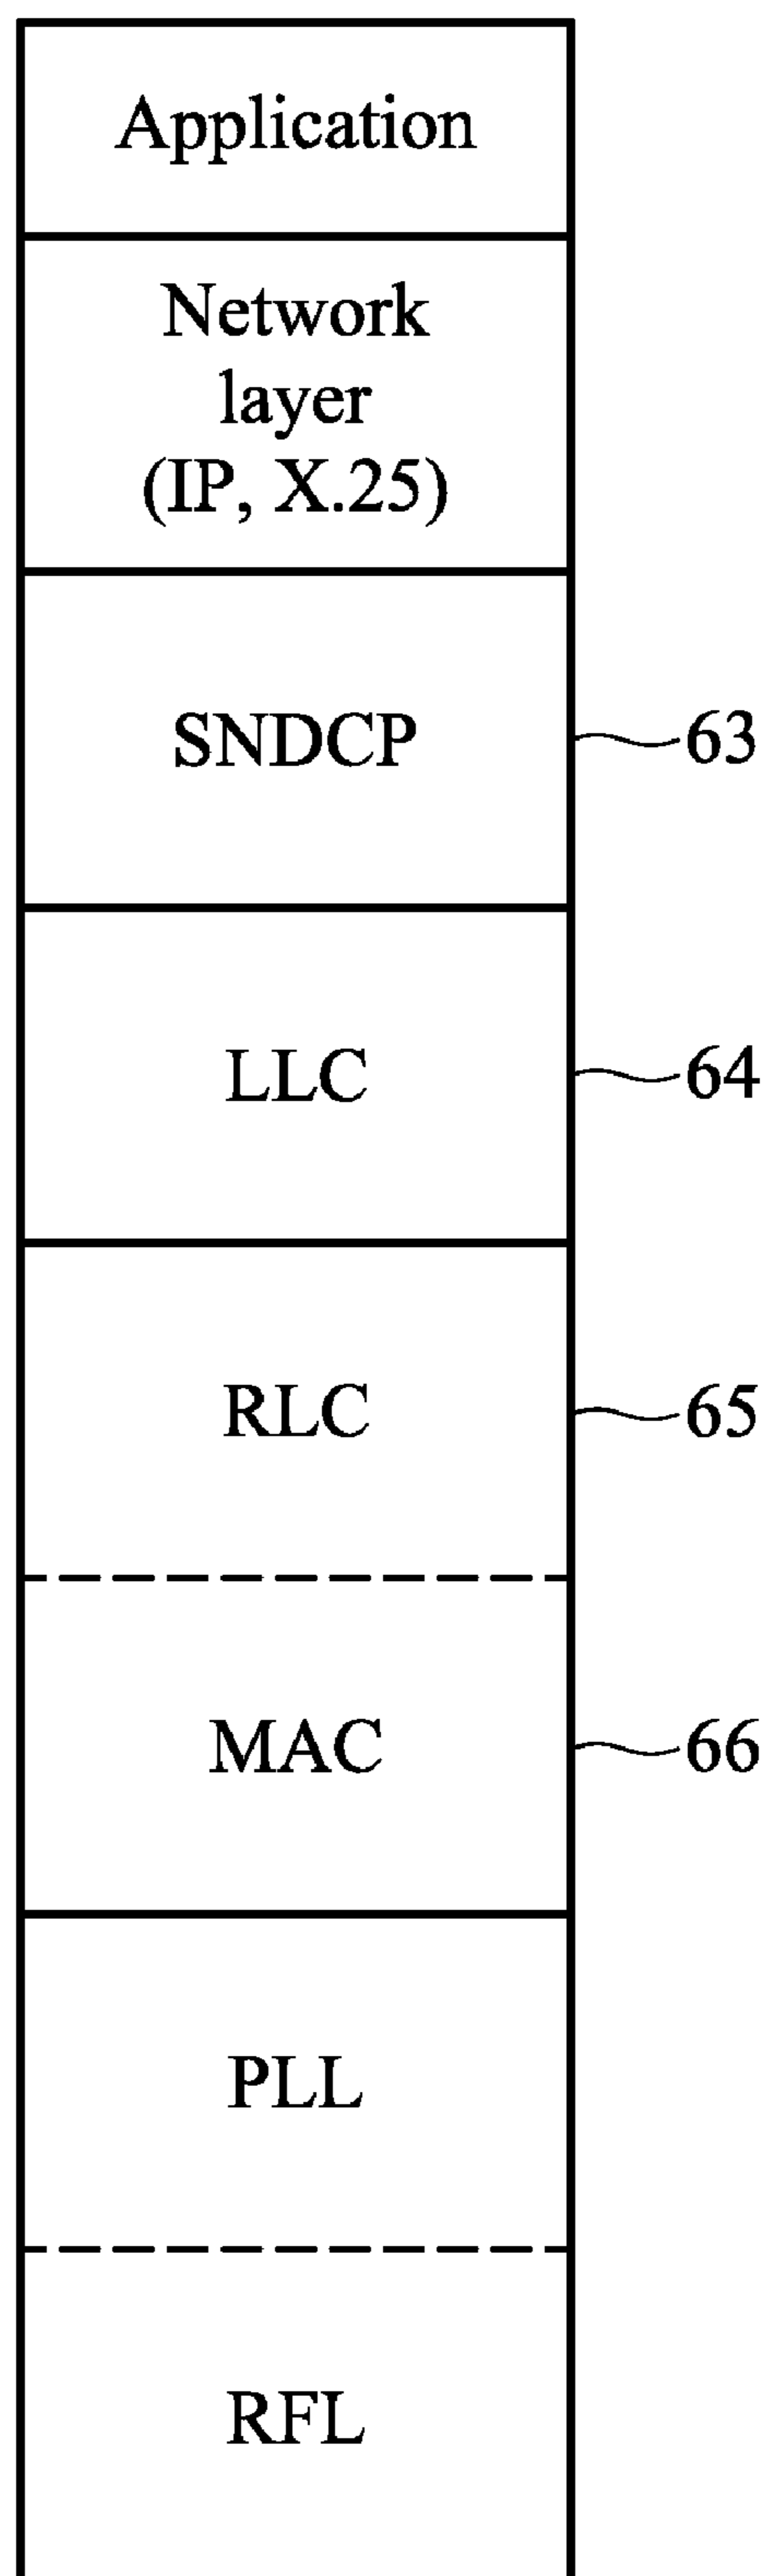 Application
Network
layer
(IP, X.25)
SNDCP
63
LLC
64
RLC
65
MAC
66
PLL
RFL